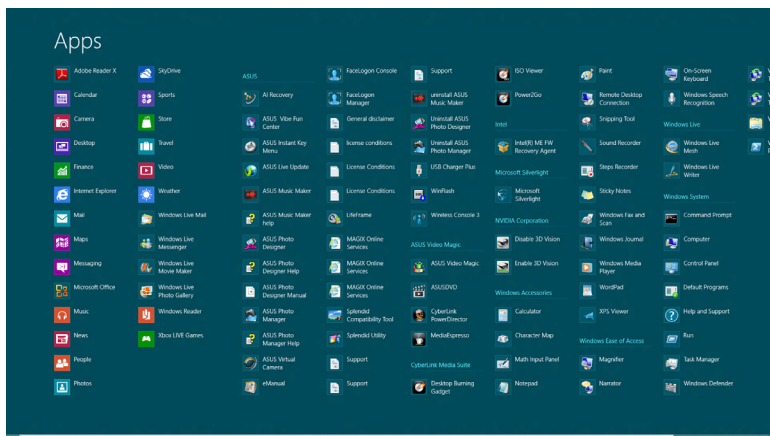 Apps
Adobe Reader X
Calendar
Camera
Desktop
Finance
Internet Explorer
Mail
Maps
Messaging
Microsoft Office
Music
News
People
Photos
SkyDrive
Sports
Store
Travel
Video
Weather
Windows Live Mail
Windows Live
Messenger
Windows Live
Movie Maker
Windows Live
Photo Gallery
Windows Reader
Xbox LIVE Games
ASUS
AI Recovery
ASUS Vibe Fun
Center
ASUS Instant Key
Menu
ASUS Live Update
ASUS Music Maker
ASUS Music Maker
help
ASUS Photo
Designer
ASUS Photo
Designer Help
ASUS Photo
Designer Manual
ASUS Photo
Manager
ASUS Photo
Manager Help
ASUS Virtual
Camera
eManual
FaceLogon Console
FaceLogon
Manager
General disclaimer
license conditions
License Conditions
License Conditions
LifeFrame
MAGIX Online
Services
MAGIX Online
Services
MAGIX Online
Services
Splendid
Compatibility Tool
Splendid Utility
Support
Support
Support
uninstall ASUS
Music Maker
Uninstall ASUS
Photo Designer
Uninstall ASUS
Photo Manager
USB Charger Plus
WinFlash
Wireless Console 3
ASUS Video Magic
ASUS Video Magic
ASUSDVD
CyberLink
PowerDirector
MediaEspresso
CyberLink Media Suite
Desktop Burning
Gadget
ISO Viewer
Power2Go
Intel
Intel(R) ME FW
Recovery Agent
Microsoft Silverlight
Microsoft
Silverlight
NVIDIA Corporation
Disable 3D Vision
Enable 3D Vision
Windows Accessories
Calculator
Character Map
Math Input Panel
Notepad
Paint
Remote Desktop
Connection
Snipping Tool
Sound Recorder
Steps Recorder
Sticky Notes
Windows Fax and
Scan
Windows Journal
Windows Media
Player
WordPad
XPS Viewer
Windows Ease of Access
Magnifier
Narrator
On-Screen
Keyboard
Windows Speech
Recognition
Windows Live
Windows Live
Mesh
Windows Live
Writer
Windows System
Command Prompt
Computer
Control Panel
Default Programs
Help and Support
Run
Task Manager
Windows Defender